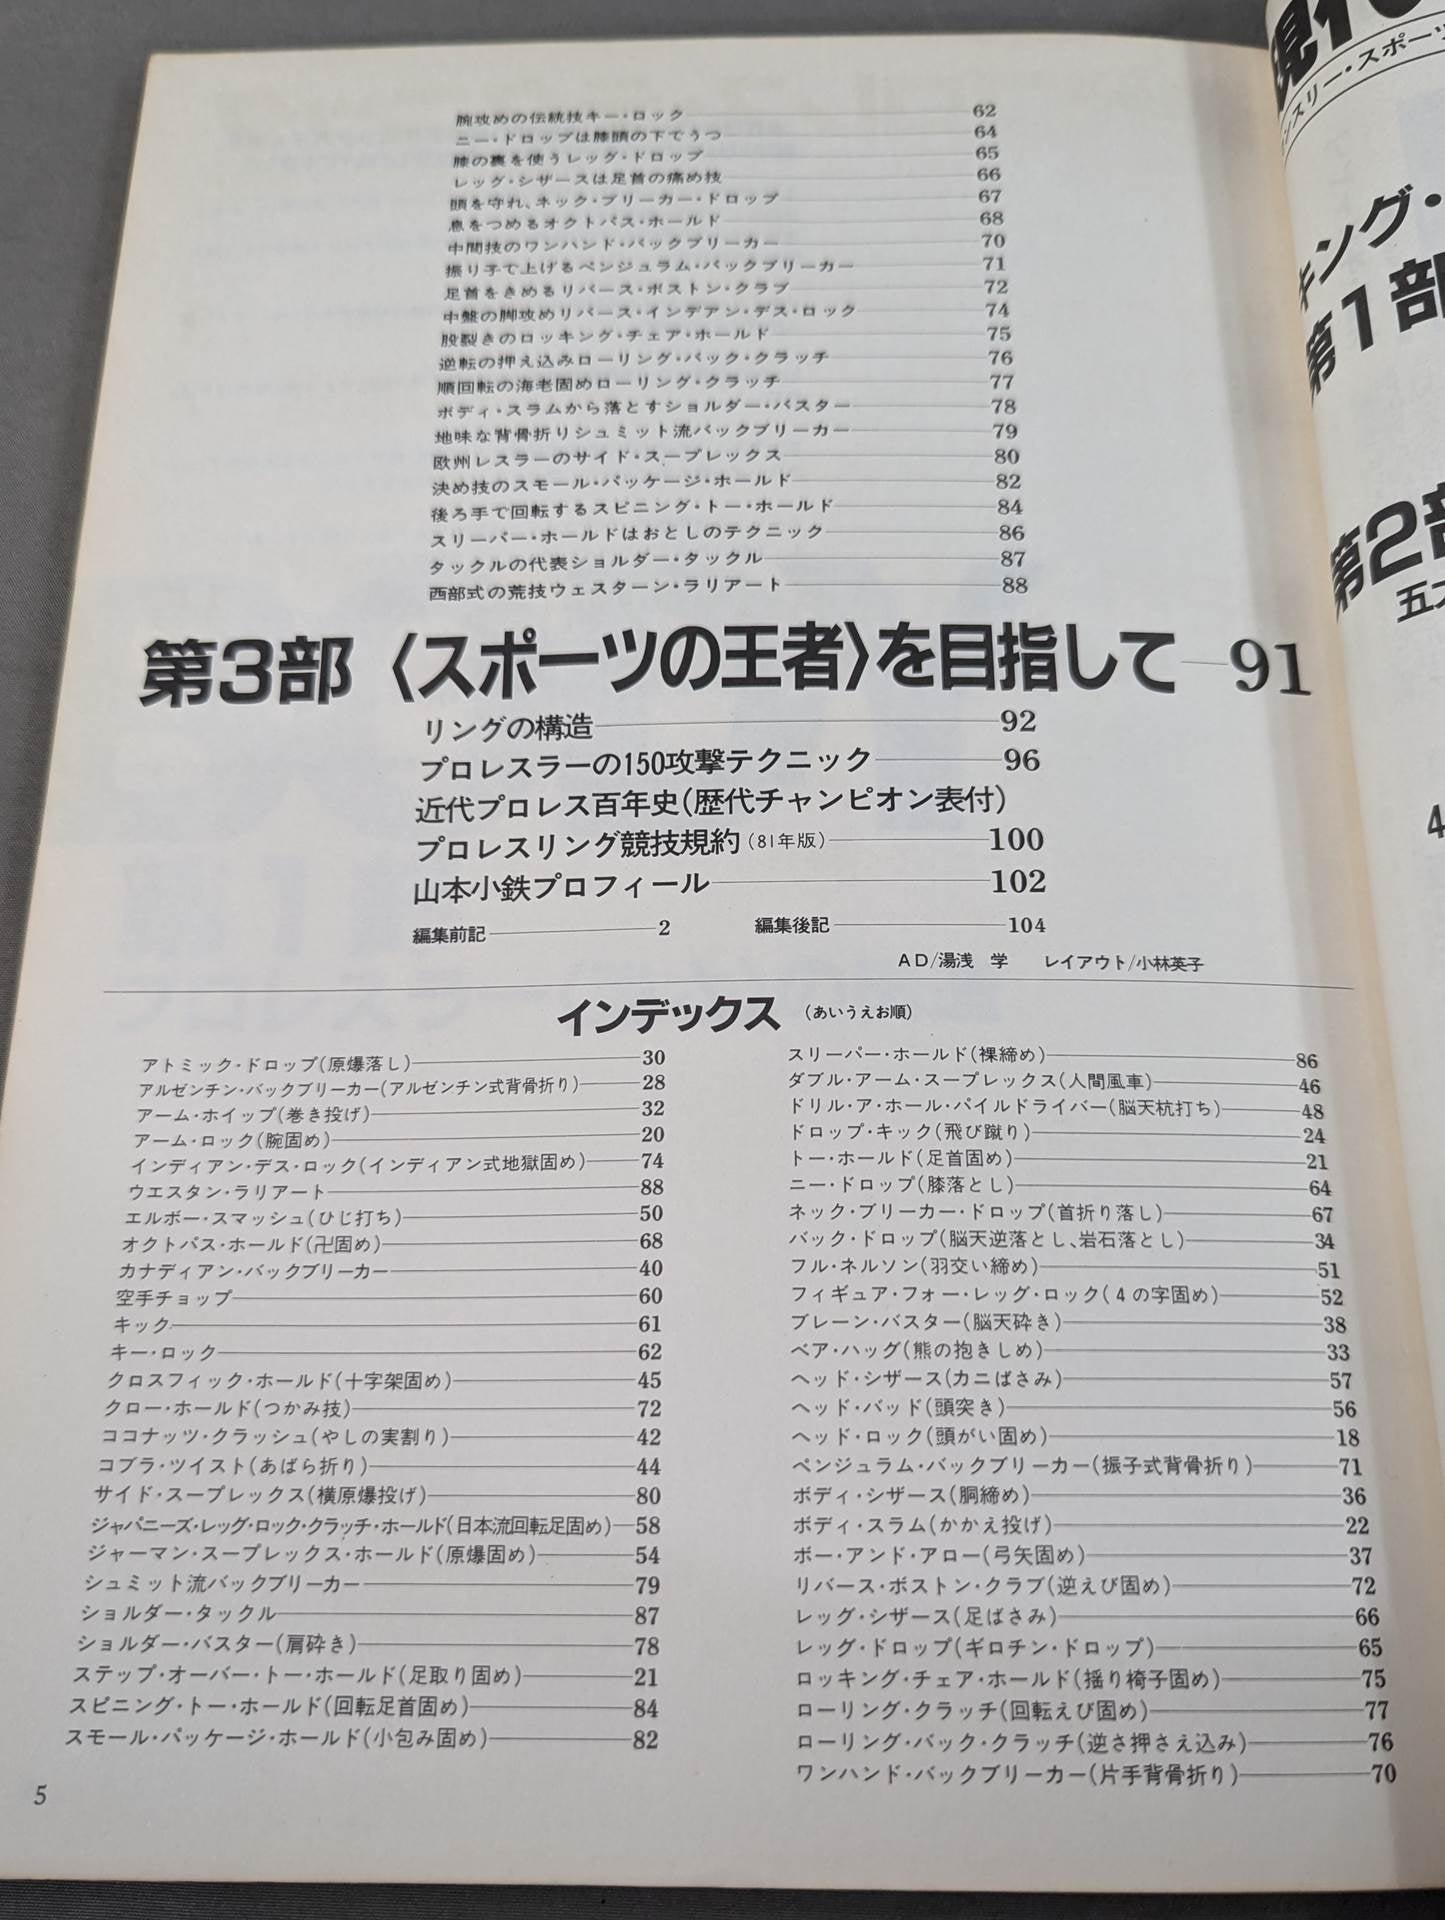 腕攻めの伝統技キー・ロック 62
ニー・ドロップは膝頭の下でうつ 64
膝の裏を使うレッグ・ドロップ 65
レッグ・シザースは足首の痛め技 66
頭を守れ、ネック・ブリーカー・ドロップ 67
息をつめるオクトパス・ホールド 68
中間技のワンハンド・バックブリーカー 70
振り子で上げるペンジュラム・バックブリーカー 71
足首をきめるリバース・ボストン・クラブ 72
中盤の脚攻めリバース・インデアン・デス・ロック 74
股裂きのロッキング・チェア・ホールド 75
逆転の押え込みローリング・バック・クラッチ 76
順回転の海老固めローリング・クラッチ 77
ボディ・スラムから落とすショルダー・バスター 78
地味な背骨折りシュミット流バックブリーカー 79
欧州レスラーのサイド・スープレックス 80
決め技のスモール・パッケージ・ホールド 82
後ろ手で回転するスピニング・トー・ホールド 84
スリーパー・ホールドはおとしのテクニック 86
タックルの代表ショルダー・タックル 87
西部式の荒技ウェスターン・ラリアート 88
第3部〈スポーツの王者〉を目指して 91
リングの構造 92
プロレスラーの150攻撃テクニック 96
近代プロレス百年史(歴代チャンピオン表付)
プロレスリング競技規約(81年版) 100
山本小鉄プロフィール 102
編集前記 2 編集後記 104
AD/湯浅 学 レイアウト/小林英子
インデックス (あいうえお順)
アトミック・ドロップ(原爆落し) 30
アルゼンチン・バックブリーカー(アルゼンチン式背骨折り) 28
アーム・ホイップ(巻き投げ) 32
アーム・ロック(腕固め) 20
インディアン・デス・ロック(インディアン式地獄固め) 74
ウエスタン・ラリアート 88
エルボー・スマッシュ(ひじ打ち) 50
オクトパス・ホールド(卍固め) 68
カナディアン・バックブリーカー 40
空手チョップ 60
キック 61
キー・ロック 62
クロスフィック・ホールド(十字架固め) 45
クロー・ホールド(つかみ技) 72
ココナッツ・クラッシュ(やしの実割り) 42
コブラ・ツイスト(あばら折り) 44
サイド・スープレックス(横原爆投げ) 80
ジャパニーズ・レッグ・ロック・クラッチ・ホールド(日本流回転足固め) 58
ジャーマン・スープレックス・ホールド(原爆固め) 54
シュミット流バックブリーカー 79
ショルダー・タックル 87
ショルダー・バスター(肩砕き) 78
ステップ・オーバー・トー・ホールド(足取り固め) 21
スピニング・トー・ホールド(回転足首固め) 84
スモール・パッケージ・ホールド(小包み固め) 82
スリーパー・ホールド(裸締め) 86
ダブル・アーム・スープレックス(人間風車) 46
ドリル・ア・ホール・パイルドライバー(脳天杭打ち) 48
ドロップ・キック(飛び蹴り) 24
トー・ホールド(足首固め) 21
ニー・ドロップ(膝落とし) 64
ネック・ブリーカー・ドロップ(首折り落し) 67
バック・ドロップ(脳天逆落とし、岩石落とし) 34
フル・ネルソン(羽交い締め) 51
フィギュア・フォー・レッグ・ロック(4の字固め) 52
ブレーン・バスター(脳天砕き) 38
ベア・ハッグ(熊の抱きしめ) 33
ヘッド・シザース(カニばさみ) 57
ヘッド・バッド(頭突き) 56
ヘッド・ロック(頭がい固め) 18
ペンジュラム・バックブリーカー(振子式背骨折り) 71
ボディ・シザース(胴締め) 36
ボディ・スラム(かかえ投げ) 22
ボー・アンド・アロー(弓矢固め) 37
リバース・ボストン・クラブ(逆えび固め) 72
レッグ・シザース(足ばさみ) 66
レッグ・ドロップ(ギロチン・ドロップ) 65
ロッキング・チェア・ホールド(揺り椅子固め) 75
ローリング・クラッチ(回転えび固め) 77
ローリング・バック・クラッチ(逆さ押さえ込み) 76
ワンハンド・バックブリーカー(片手背骨折り) 70
5
現代
ンスリー・スポーツ
キング・
第1部
第2部
4